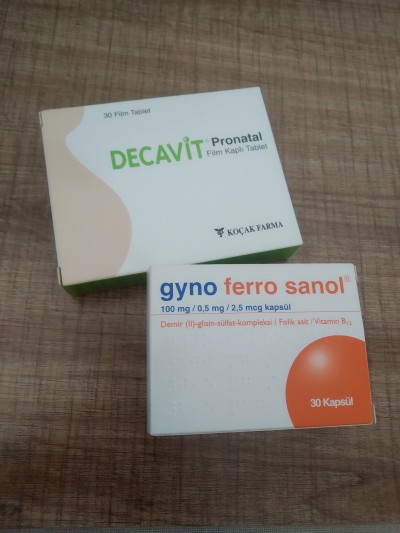 30 Film Tablet
DECAVİT® Pronatal
Film Kaplı Tablet
KOÇAK FARMA
gyno ferro sanol®
100 mg / 0,5 mg / 2,5 mcg kapsül
Demir (II)-glisin-sülfat-kompleksi / Folik asit / Vitamin B₁₂
30 Kapsül